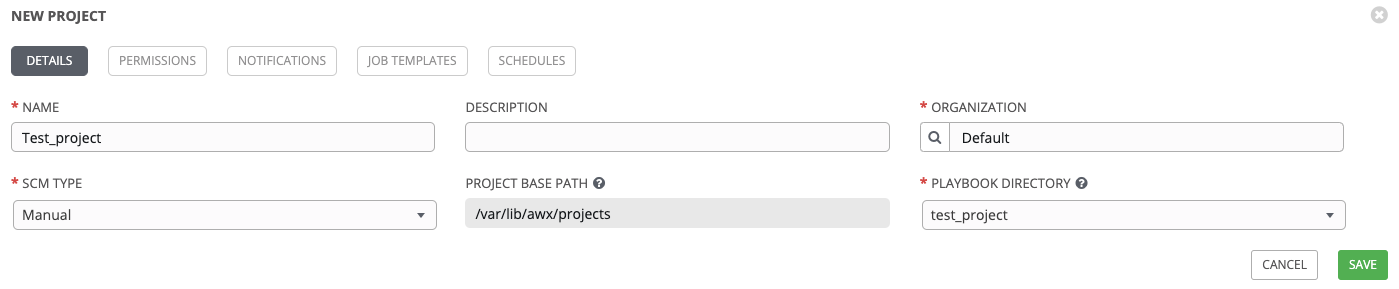 NEW PROJECT
DETAILS PERMISSIONS NOTIFICATIONS JOB TEMPLATES SCHEDULES
* NAME DESCRIPTION * ORGANIZATION
Test_project Default
* SCM TYPE PROJECT BASE PATH ? * PLAYBOOK DIRECTORY ?
Manual /var/lib/awx/projects test_project
CANCEL SAVE